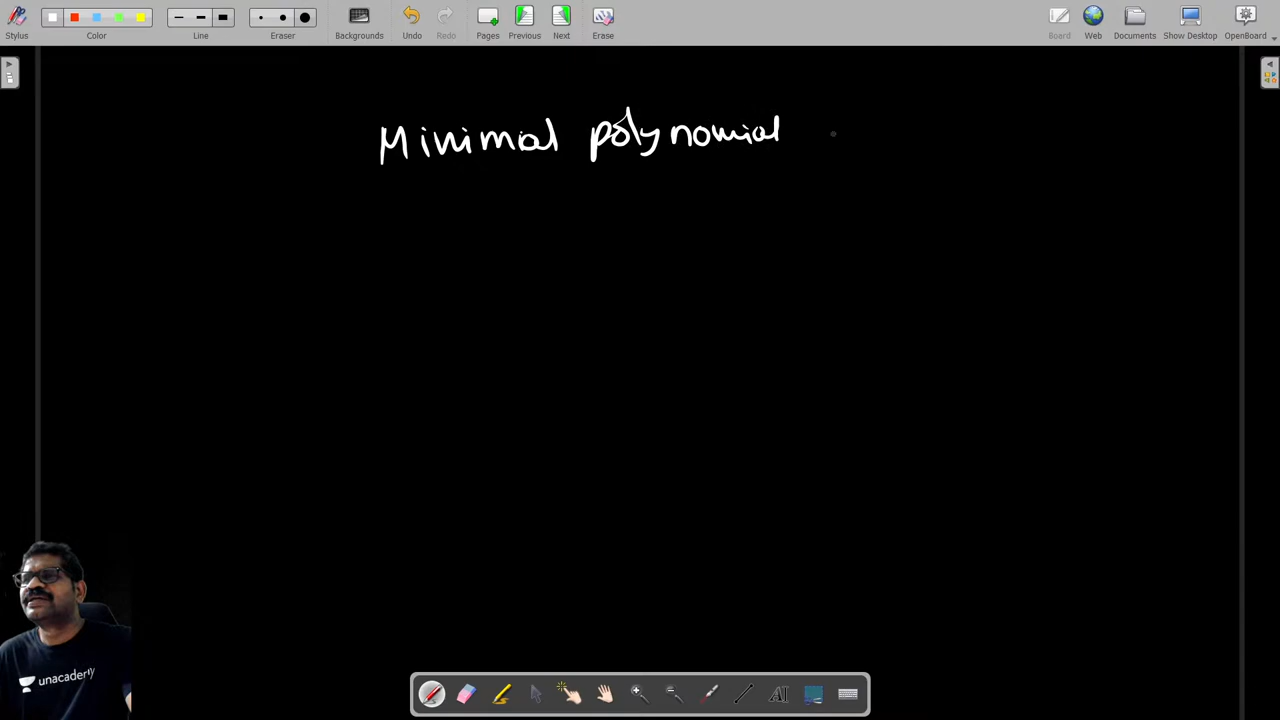 Stylus Color Line Eraser Backgrounds Undo Redo Pages Previous Next Erase Board Web Documents Show Desktop OpenBoard
Minimal polynomial
unacademy
AI